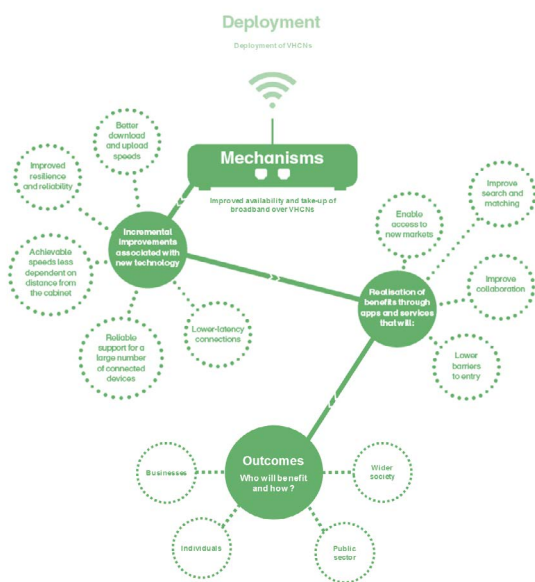 Deployment
Deployment of VHCNs
Mechanisms
Improved availability and take-up of
broadband over VHCNs
Better
download
and upload
speeds
Improved
resilience
and reliability
Incremental
improvements
associated with
new technology
Achievable
speeds less
dependent on
distance from
the cabinet
Reliable
support for a
large number
of connected
devices
Lower-latency
connections
Enable
access to
new markets
Improve
search and
matching
Realisation of
benefits through
apps and services
that will:
Improve
collaboration
Lower
barriers
to entry
Outcomes
Who will benefit
and how ?
Businesses
Wider
society
Individuals
Public
sector